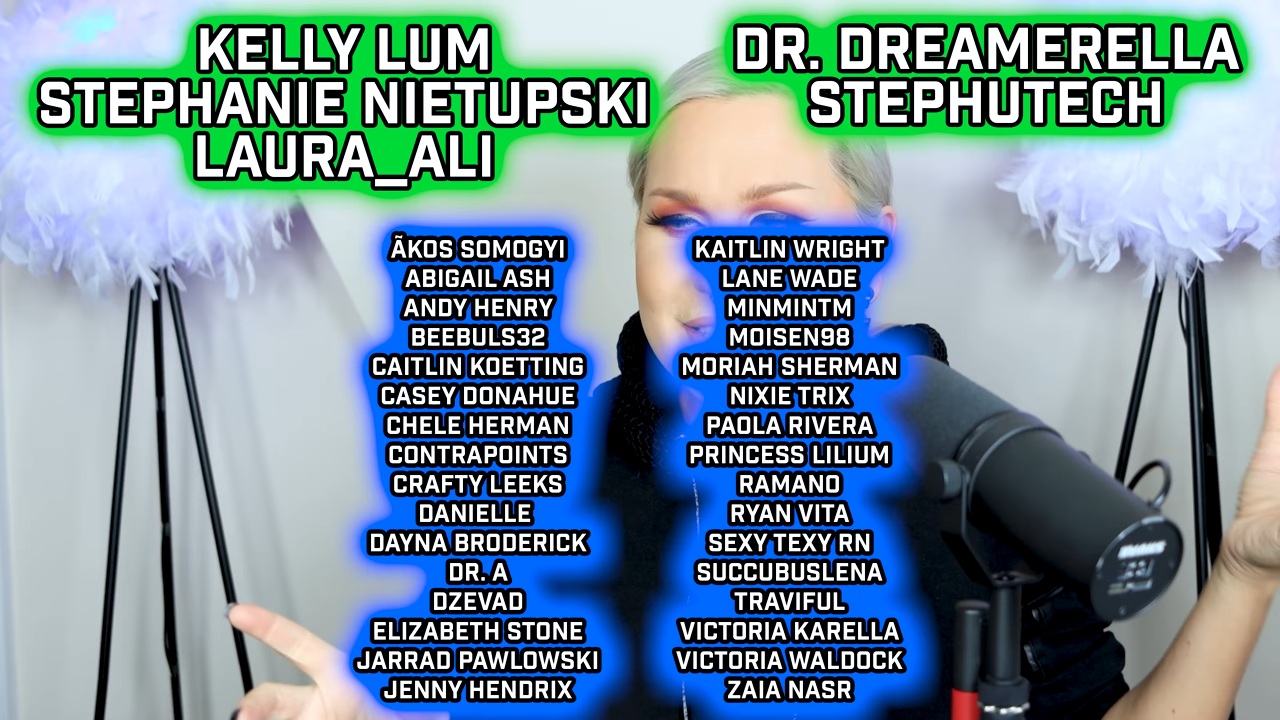 KELLY LUM
STEPHANIE NIETUPSKI
LAURA_ALI
DR. DREAMERELLA
STEPHUTECH
ÃKOS SOMOGYI
ABIGAIL ASH
ANDY HENRY
BEEBULS32
CAITLIN KOETTING
CASEY DONAHUE
CHELE HERMAN
CONTRAPOINTS
CRAFTY LEEKS
DANIELLE
DAYNA BRODERICK
DR. A
DZEVAD
ELIZABETH STONE
JARRAD PAWLOWSKI
JENNY HENDRIX
KAITLIN WRIGHT
LANE WADE
MINMINTM
MOISEN98
MORIAH SHERMAN
NIXIE TRIX
PAOLA RIVERA
PRINCESS LILIUM
RAMANO
RYAN VITA
SEXY TEXY RN
SUCCUBUSLENA
TRAVIFUL
VICTORIA KARELLA
VICTORIA WALDOCK
ZAIA NASR